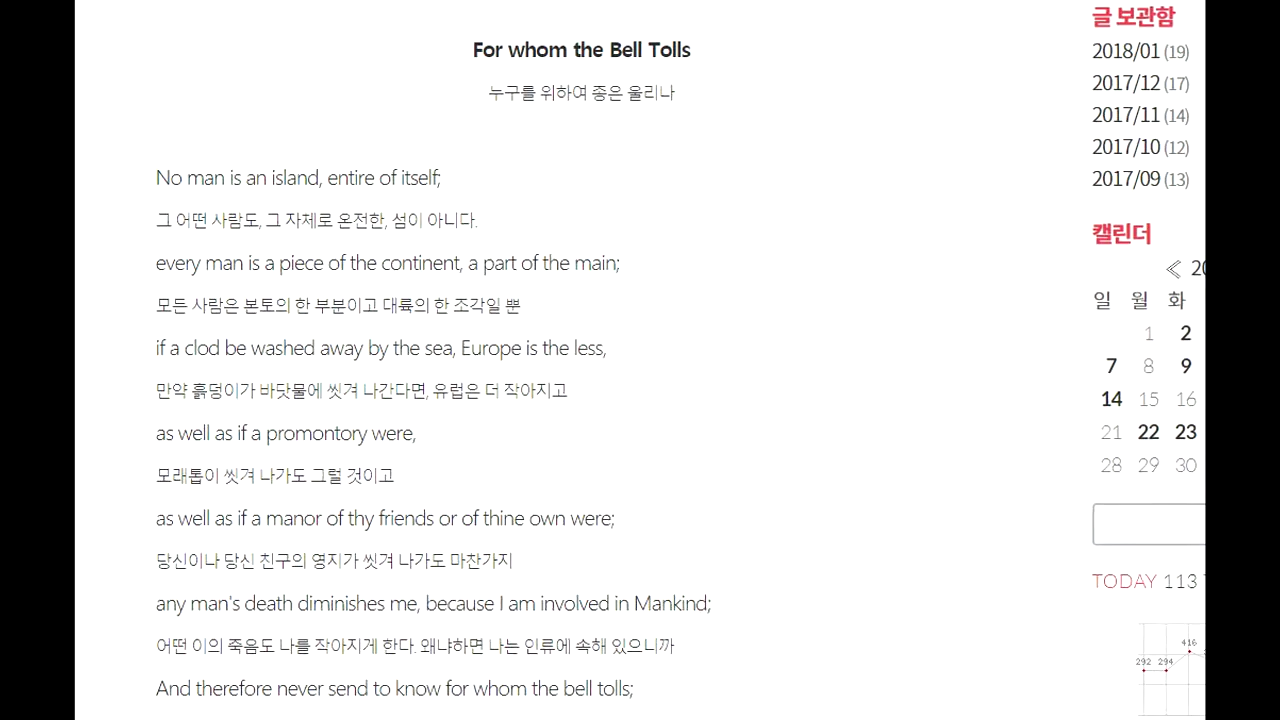 For whom the Bell Tolls
누구를 위하여 종은 울리나
No man is an island, entire of itself;
그 어떤 사람도, 그 자체로 온전한, 섬이 아니다.
every man is a piece of the continent, a part of the main;
모든 사람은 본토의 한 부분이고 대륙의 한 조각일 뿐
if a clod be washed away by the sea, Europe is the less,
만약 흙덩이가 바닷물에 씻겨 나간다면, 유럽은 더 작아지고
as well as if a promontory were,
모래톱이 씻겨 나가도 그럴 것이고
as well as if a manor of thy friends or of thine own were;
당신이나 당신 친구의 영지가 씻겨 나가도 마찬가지
any man's death diminishes me, because I am involved in Mankind;
어떤 이의 죽음도 나를 작아지게 한다. 왜냐하면 나는 인류에 속해 있으니까
And therefore never send to know for whom the bell tolls;
글 보관함
2018/01 (19)
2017/12 (17)
2017/11 (14)
2017/10 (12)
2017/09 (13)
캘린더
≪ 20
일 월 화
1 2
7 8 9
14 15 16
21 22 23
28 29 30
TODAY 113
416
292 294